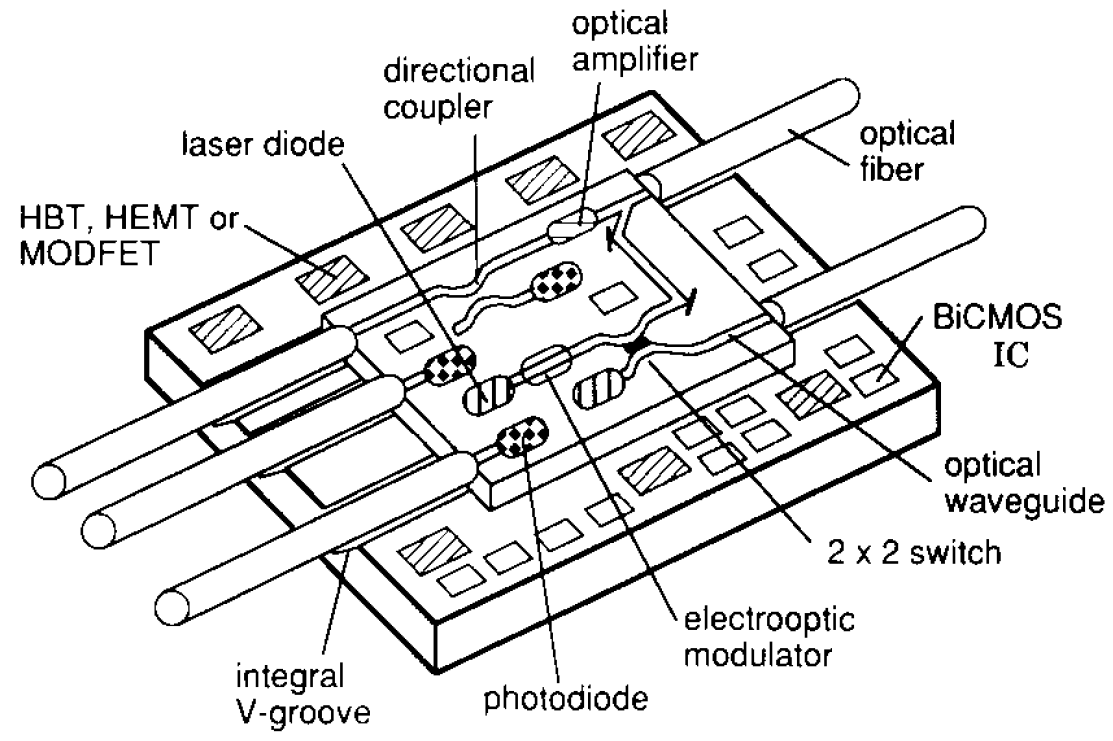 optical
amplifier
directional
coupler
laser diode
optical
fiber
HBT, HEMT or
MODFET
BiCMOS
IC
optical
waveguide
2 x 2 switch
electrooptic
modulator
integral
V-groove
photodiode